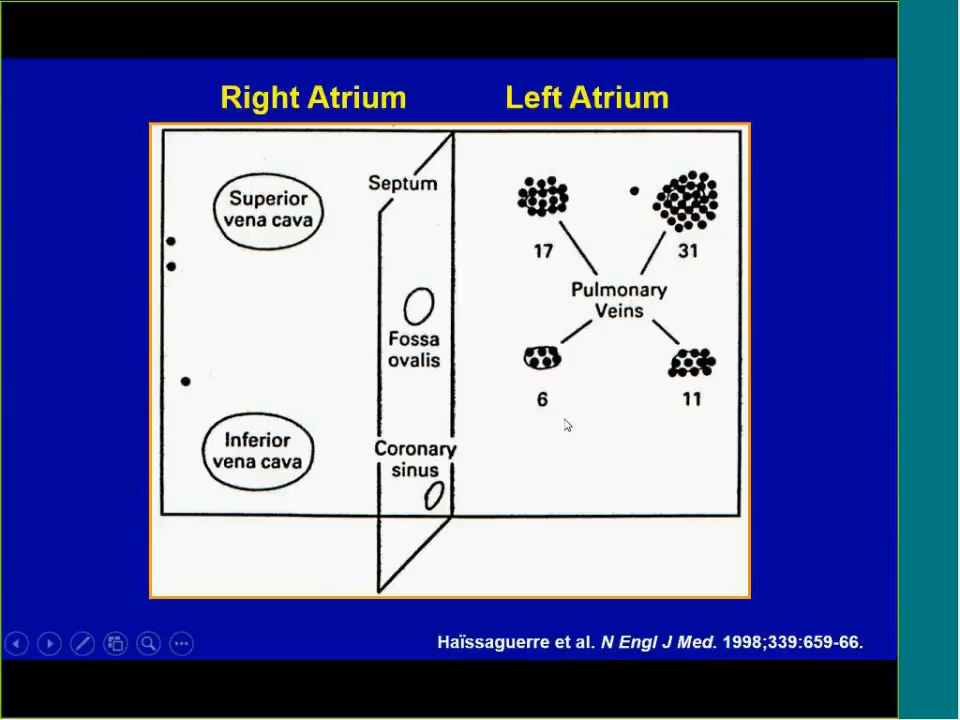 Right Atrium
Left Atrium
Septum
Superior
vena cava
17
31
Pulmonary
Veins
Fossa
ovalis
6
11
Coronary
sinus
Inferior
vena cava
Haïssaguerre et al. N Engl J Med. 1998;339:659-66.